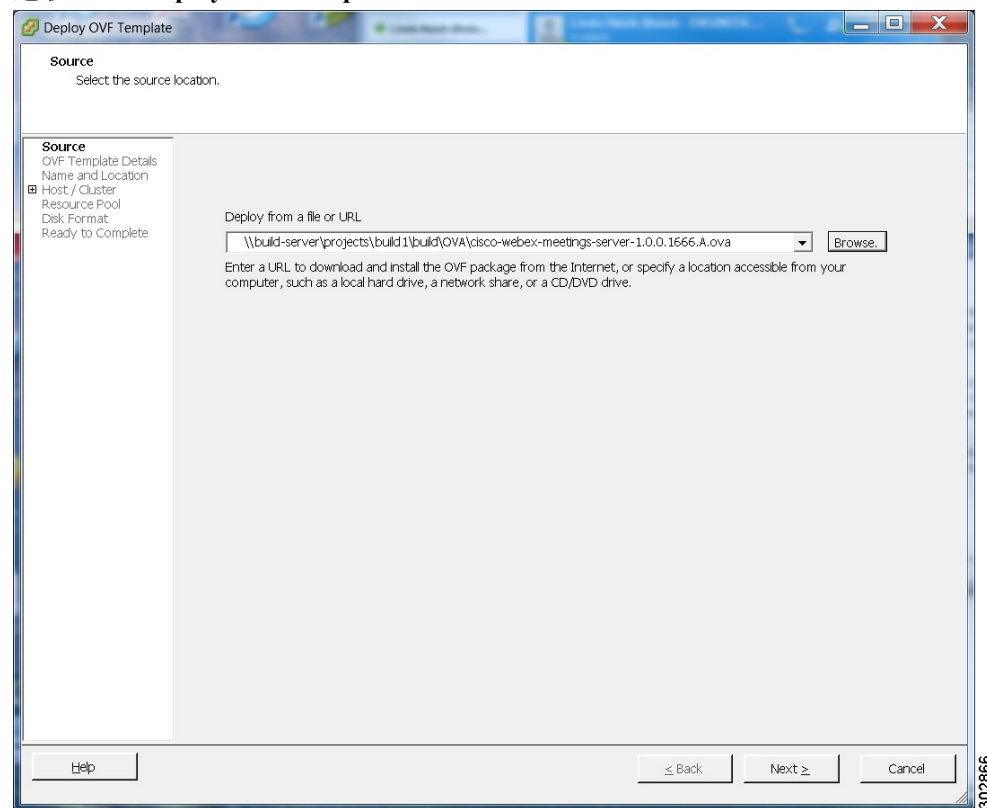 Deploy OVF Template
Source
Select the source location.
Source
OVF Template Details
Name and Location
Host / Cluster
Resource Pool
Disk Format
Ready to Complete
Deploy from a file or URL
\\build-server\projects\build1\build\OVA\cisco-webex-meetings-server-1.0.0.1666.A.ova
Browse.
Enter a URL to download and install the OVF package from the Internet, or specify a location accessible from your
computer, such as a local hard drive, a network share, or a CD/DVD drive.
Help
≤ Back
Next ≥
Cancel
302866